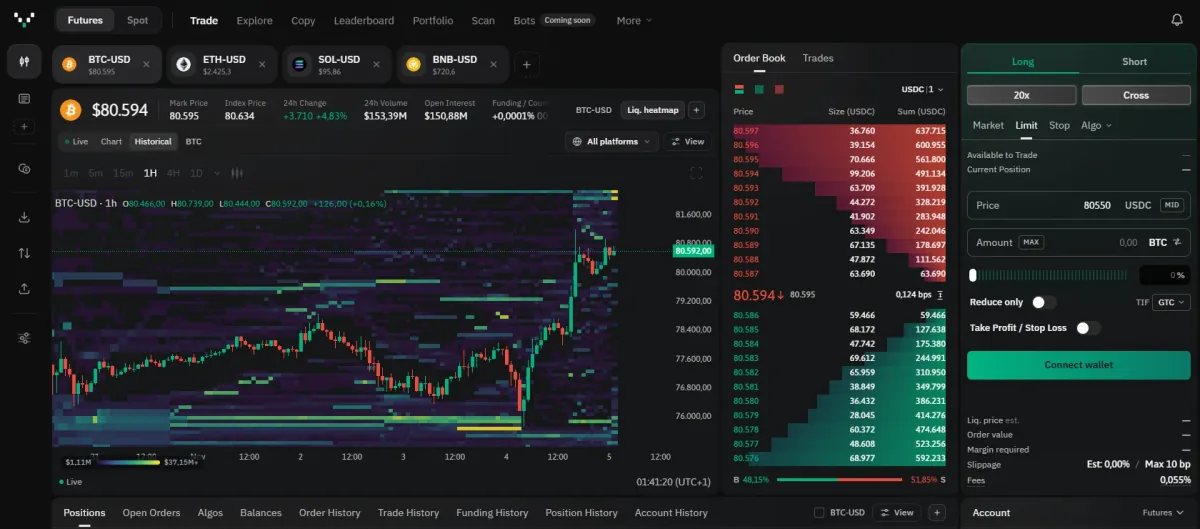 Futures Spot Trade Explore Copy Leaderboard Portfolio Scan Bots Coming soon More
BTC-USD
$80.595
ETH-USD
$2.425,3
SOL-USD
$95,86
BNB-USD
$720,6
$80.594
Mark Price
80.595
Index Price
80.634
24h Change
+3.710 +4,83%
24h Volume
$153,39M
Open Interest
$150,88M
Funding / Coun
+0,0001% 00
BTC-USD Liq. heatmap +
Live Chart Historical BTC
All platforms View
1m 5m 15m 1H 4H 1D
BTC-USD · 1h O80.466,00 H80.739,00 L80.444,00 C80.592,00 +126,00 (+0,16%)
81.600,00
80.800,00
80.592,00
80.000,00
79.200,00
78.400,00
77.600,00
76.800,00
76.000,00
12:00 Nov 12:00 2 12:00 3 12:00 4 12:00 5 12:00
$1,11M $37,15M+
Live
01:41:20 (UTC+1)
Order Book Trades
USDC 1
Price Size (USDC) Sum (USDC)
80.597 36.760 637.715
80.596 39.154 600.955
80.595 70.666 561.800
80.594 99.206 491.134
80.593 63.709 391.928
80.592 44.272 328.219
80.591 41.902 283.948
80.590 63.349 242.046
80.589 67.135 178.697
80.588 47.872 111.562
80.587 63.690 63.690
80.594↓ 80.595 0,124 bps
80.586 59.466 59.466
80.585 68.172 127.638
80.584 47.742 175.380
80.583 69.612 244.991
80.582 65.959 310.950
80.581 38.849 349.799
80.580 36.432 386.231
80.579 28.045 414.276
80.578 60.372 474.648
80.577 48.608 523.256
80.576 68.977 592.233
B 48,15% 51,85% S
Long Short
20x Cross
Market Limit Stop Algo
Available to Trade —
Current Position —
Price 80550 USDC MID
Amount MAX 0,00 BTC
0 %
Reduce only TIF GTC
Take Profit / Stop Loss
Connect wallet
Liq. price est. —
Order value —
Margin required —
Slippage Est: 0,00% / Max 10 bp
Fees 0,055%
Positions Open Orders Algos Balances Order History Trade History Funding History Position History Account History
BTC-USD View +
Account Futures